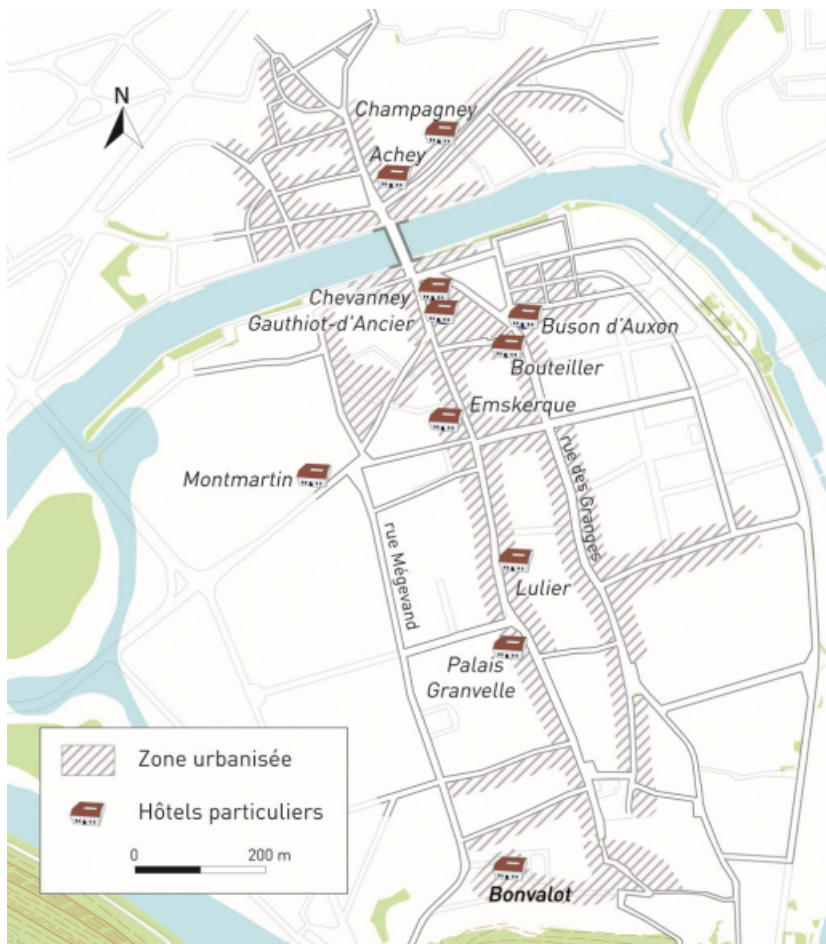 N
Champagney
Achey
Chevanney
Gauthiot-d'Ancier
Buson d'Auxon
Bouteiller
Emskerque
Montmartin
rue des Granges
rue Mégevand
Lulier
Palais
Granvelle
Zone urbanisée
Hôtels particuliers
0 200 m
Bonvalot